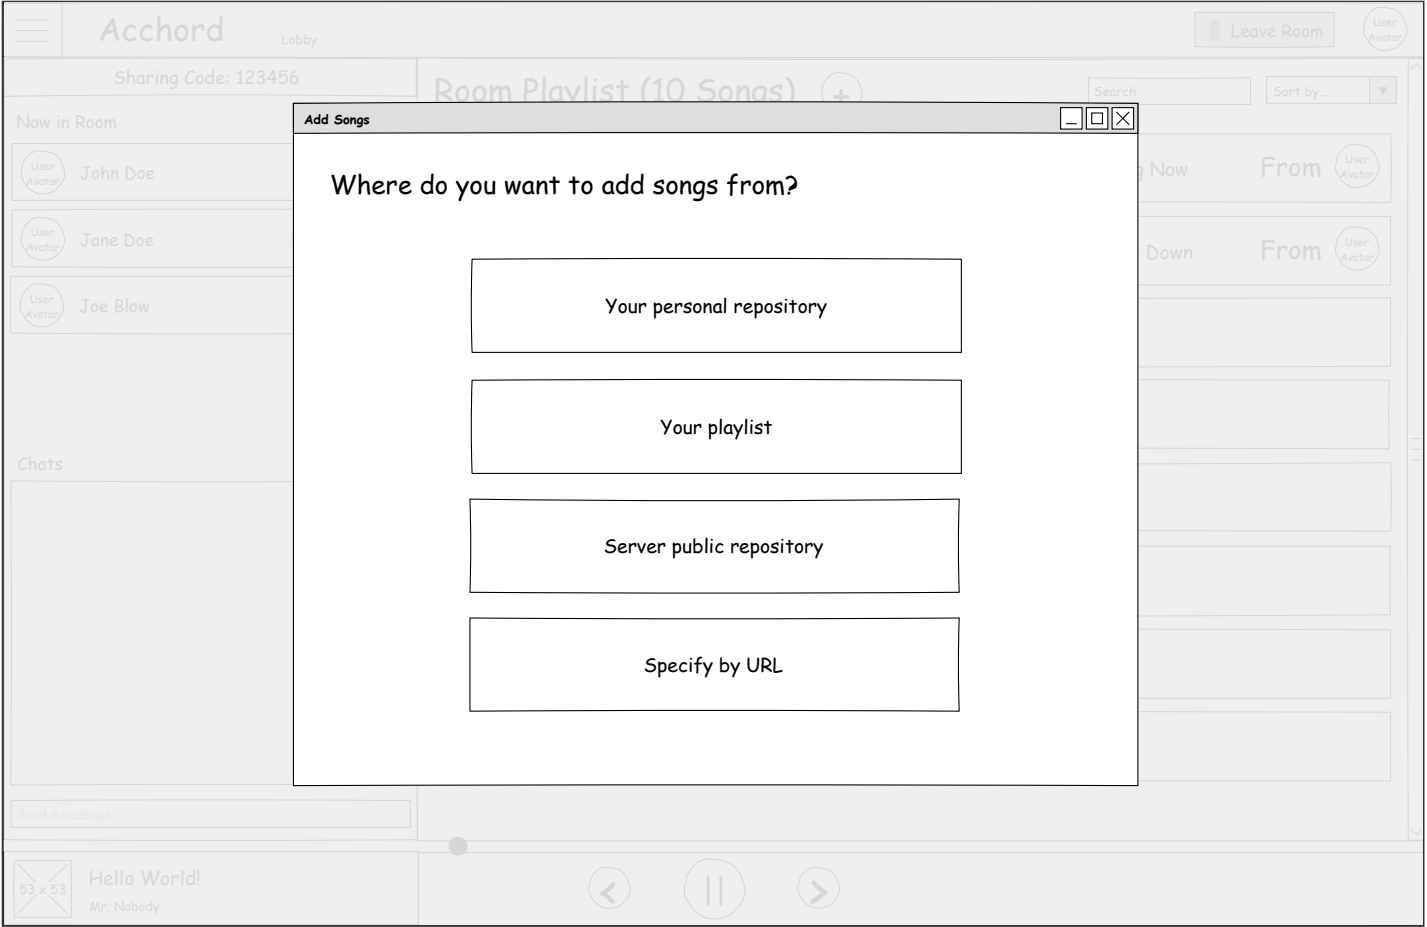 Acchord
Lobby
Leave Room
User
Avatar
Sharing Code: 123456
Room Playlist (10 Songs)
+
Search
Sort by...
Now in Room
User
Avatar
John Doe
User
Avatar
Jane Doe
User
Avatar
Joe Blow
Chats
Send a message...
Add Songs
Where do you want to add songs from?
Your personal repository
Your playlist
Server public repository
Specify by URL
Now
From
User
Avatar
Down
From
User
Avatar
53 x 53
Hello World!
Mr. Nobody